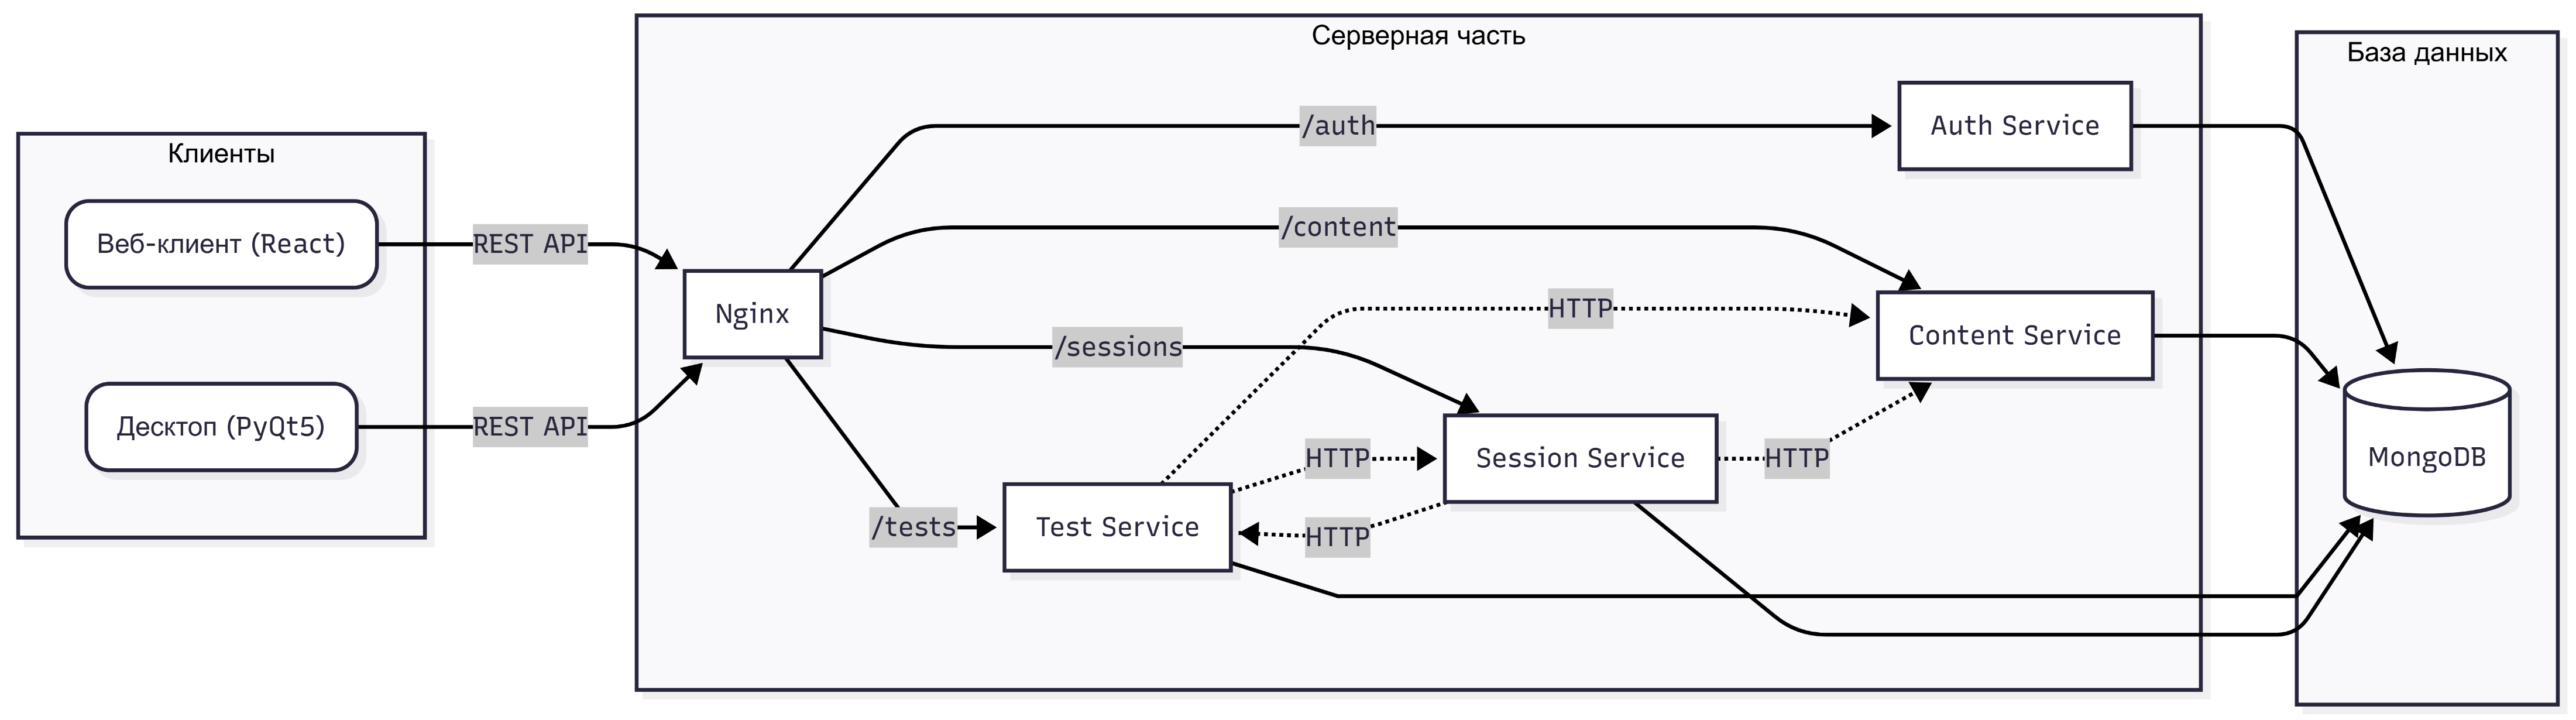 Клиенты
Веб-клиент (React)
Десктоп (PyQt5)
REST API
REST API
Серверная часть
Nginx
/auth
/content
/sessions
/tests
HTTP
HTTP
HTTP
HTTP
Test Service
Session Service
Auth Service
Content Service
База данных
MongoDB